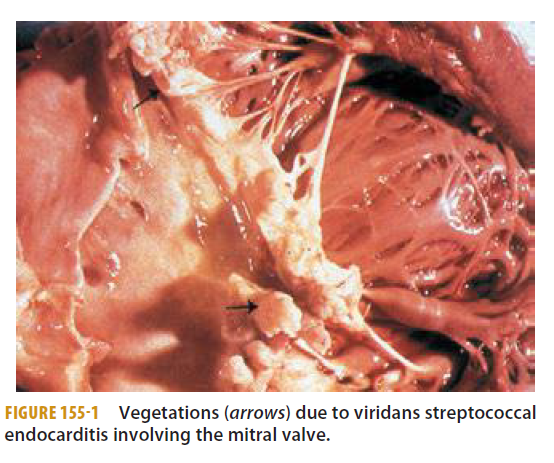 FIGURE 155-1 Vegetations (arrows) due to viridans streptococcal
endocarditis involving the mitral valve.